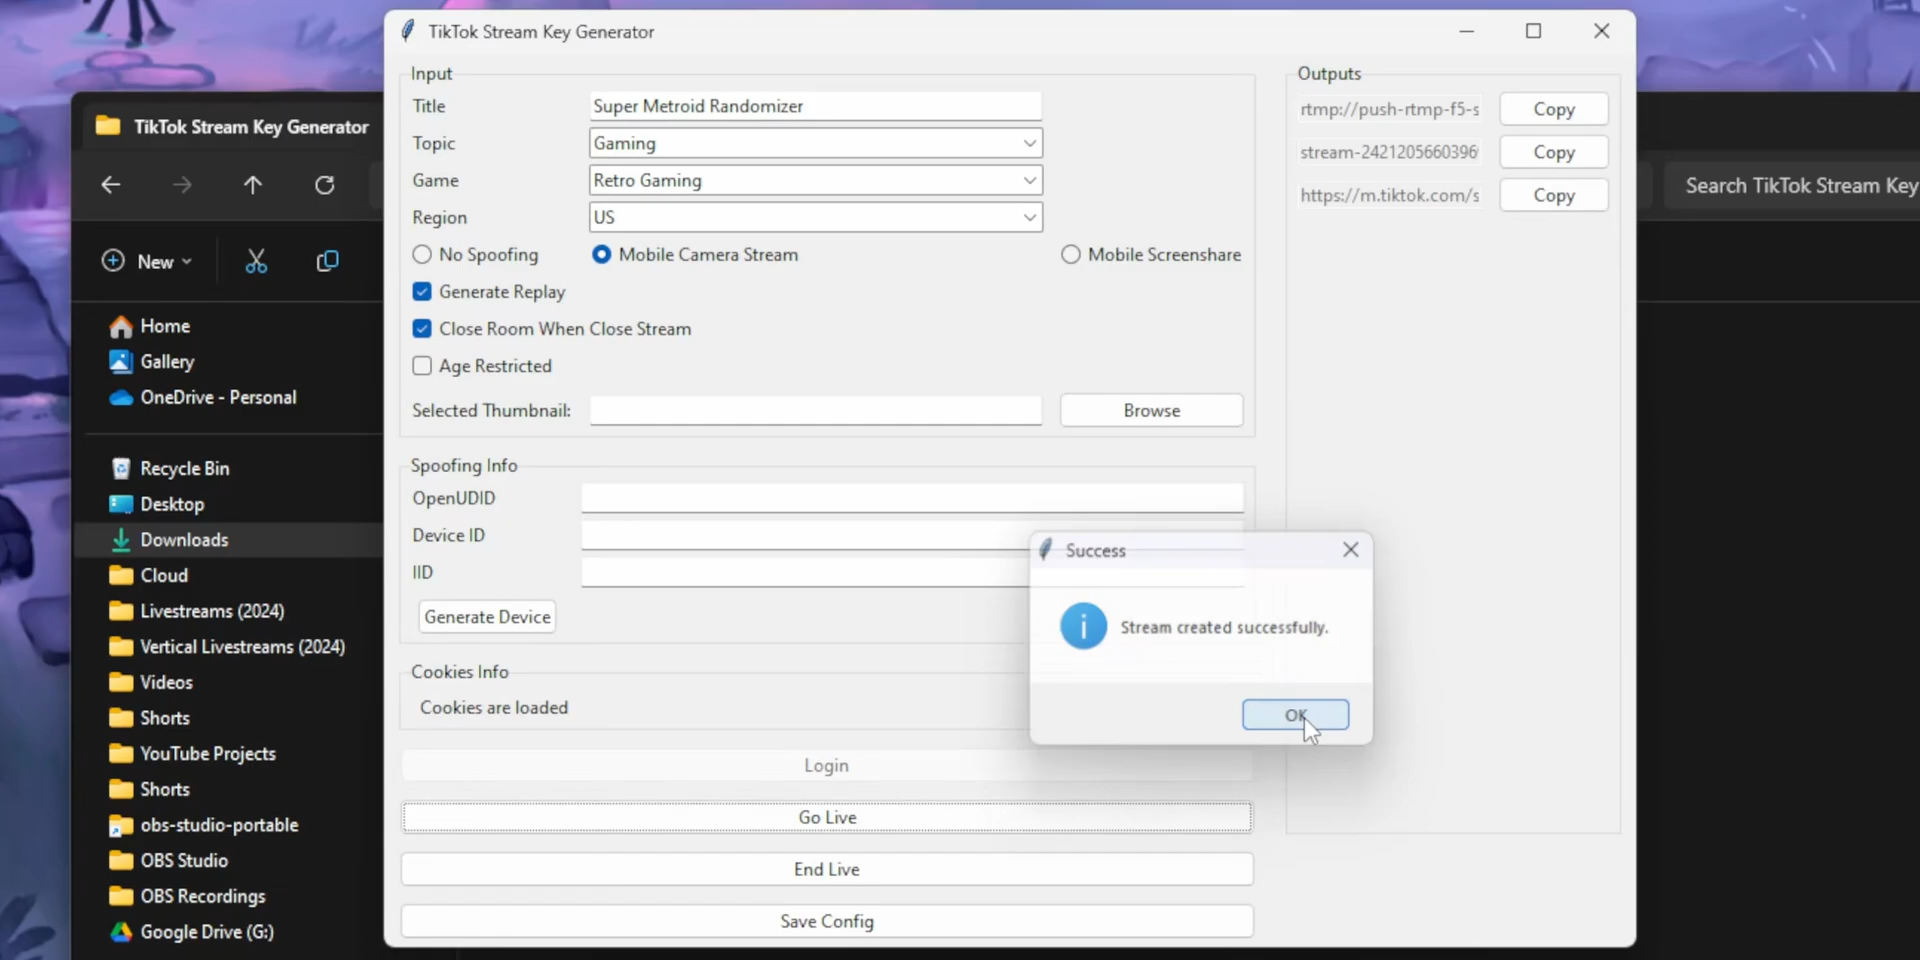 TikTok Stream Key Generator
Input
Title
Super Metroid Randomizer
Topic
Gaming
Game
Retro Gaming
Region
US
No Spoofing
Mobile Camera Stream
Mobile Screenshare
Generate Replay
Close Room When Close Stream
Age Restricted
Selected Thumbnail:
Browse
Spoofing Info
OpenUDID
Device ID
IID
Generate Device
Cookies Info
Cookies are loaded
Login
Go Live
End Live
Save Config
Outputs
rtmp://push-rtmp-f5-s
Copy
stream-2421205660396
Copy
https://m.tiktok.com/s
Copy
Success
Stream created successfully.
OK
TikTok Stream Key Generator
Search TikTok Stream Key
New
Home
Gallery
OneDrive - Personal
Recycle Bin
Desktop
Downloads
Cloud
Livestreams (2024)
Vertical Livestreams (2024)
Videos
Shorts
YouTube Projects
Shorts
obs-studio-portable
OBS Studio
OBS Recordings
Google Drive (G:)